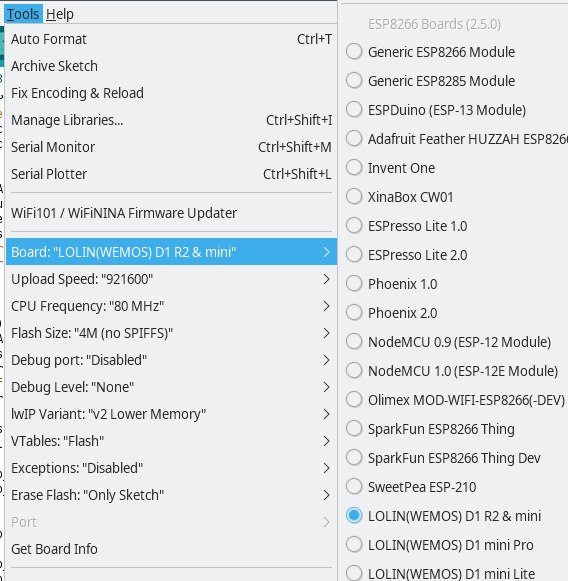 Tools Help
Auto Format Ctrl+T
Archive Sketch
Fix Encoding & Reload
Manage Libraries... Ctrl+Shift+I
Serial Monitor Ctrl+Shift+M
Serial Plotter Ctrl+Shift+L
WiFi101 / WiFiNINA Firmware Updater
Board: "LOLIN(WEMOS) D1 R2 & mini"
Upload Speed: "921600"
CPU Frequency: "80 MHz"
Flash Size: "4M (no SPIFFS)"
Debug port: "Disabled"
Debug Level: "None"
lwIP Variant: "v2 Lower Memory"
VTables: "Flash"
Exceptions: "Disabled"
Erase Flash: "Only Sketch"
Port
Get Board Info
ESP8266 Boards (2.5.0)
Generic ESP8266 Module
Generic ESP8285 Module
ESPDuino (ESP-13 Module)
Adafruit Feather HUZZAH ESP826
Invent One
XinaBox CW01
ESPresso Lite 1.0
ESPresso Lite 2.0
Phoenix 1.0
Phoenix 2.0
NodeMCU 0.9 (ESP-12 Module)
NodeMCU 1.0 (ESP-12E Module)
Olimex MOD-WIFI-ESP8266(-DEV)
SparkFun ESP8266 Thing
SparkFun ESP8266 Thing Dev
SweetPea ESP-210
LOLIN(WEMOS) D1 R2 & mini
LOLIN(WEMOS) D1 mini Pro
LOLIN(WEMOS) D1 mini Lite